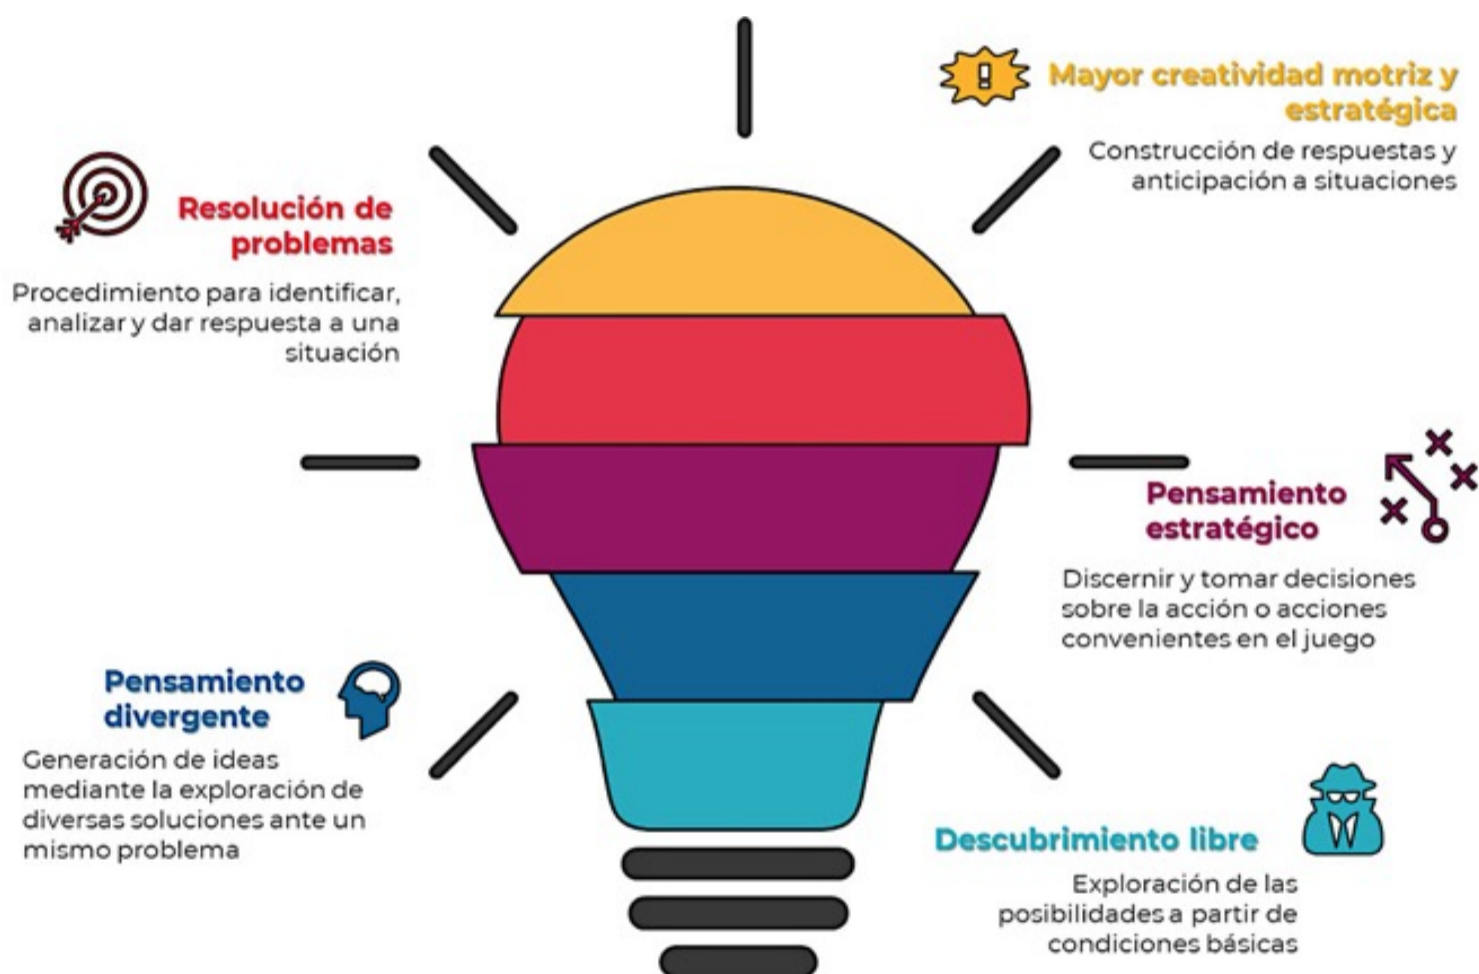 Mayor creatividad motriz y
estratégica
Construcción de respuestas y
anticipación a situaciones
Resolución de
problemas
Procedimiento para identificar,
analizar y dar respuesta a una
situación
Pensamiento
estratégico
Discernir y tomar decisiones
sobre la acción o acciones
convenientes en el juego
Pensamiento
divergente
Generación de ideas
mediante la exploración de
diversas soluciones ante un
mismo problema
Descubrimiento libre
Exploración de las
posibilidades a partir de
condiciones básicas